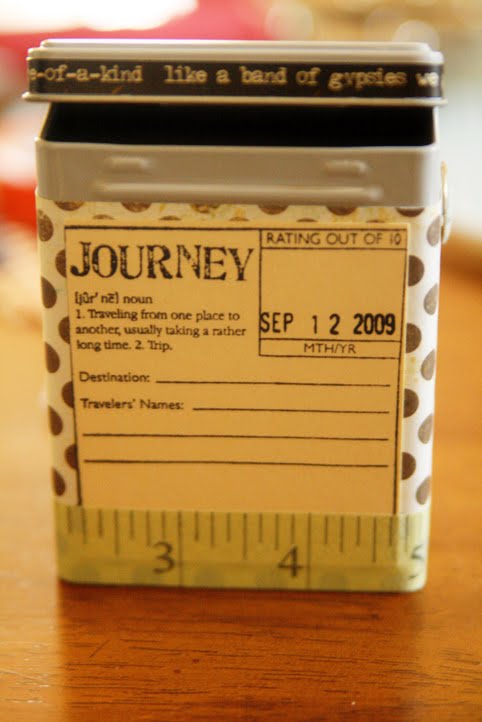 e-of-a-kind like a band of gypsies we
JOURNEY
RATING OUT OF 10
[jûr' nē] noun
1. Traveling from one place to
another, usually taking a rather
long time. 2. Trip.
SEP 12 2009
MTH/YR
Destination:
Travelers' Names:
3 4 5